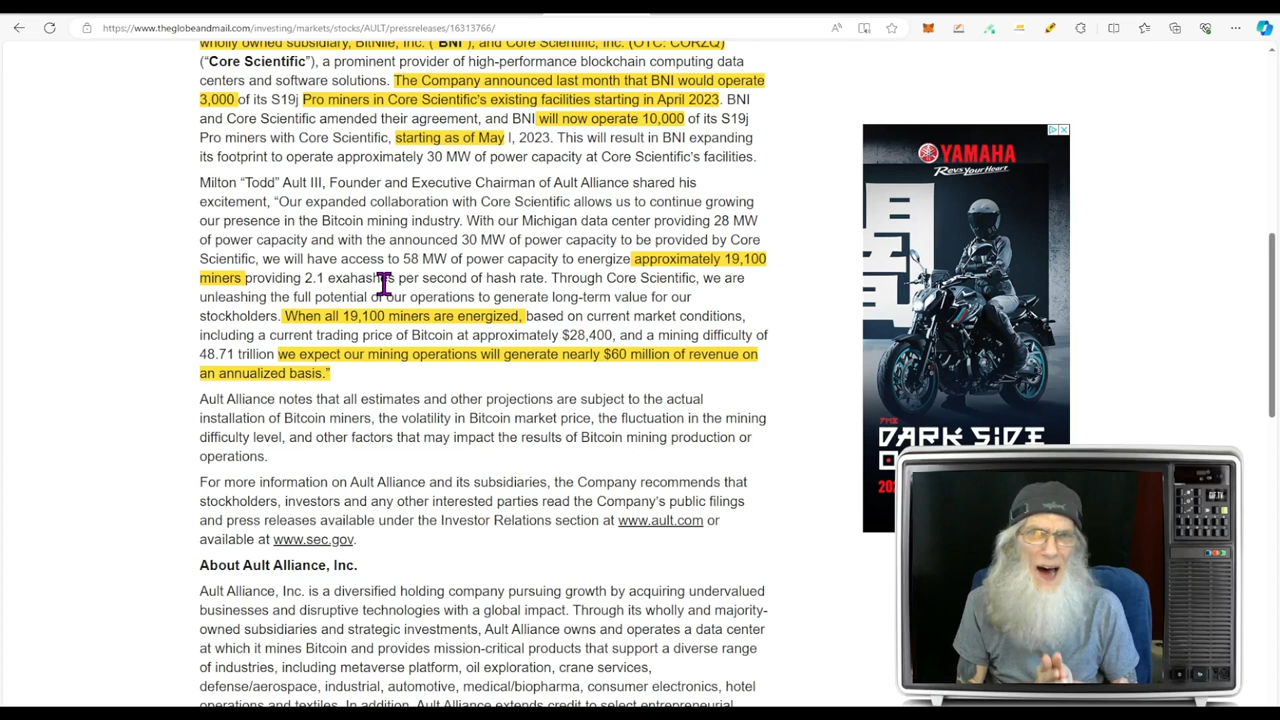 https://www.theglobeandmail.com/investing/markets/stocks/AULT/pressreleases/16313766/
wholly owned subsidiary, BitNile, Inc. ("BNI"), and Core Scientific, Inc. (OTC: CORZQ)
(“Core Scientific”), a prominent provider of high-performance blockchain computing data
centers and software solutions. The Company announced last month that BNI would operate
3,000 of its S19j Pro miners in Core Scientific’s existing facilities starting in April 2023. BNI
and Core Scientific amended their agreement, and BNI will now operate 10,000 of its S19j
Pro miners with Core Scientific, starting as of May l, 2023. This will result in BNI expanding
its footprint to operate approximately 30 MW of power capacity at Core Scientific’s facilities.
Milton “Todd” Ault III, Founder and Executive Chairman of Ault Alliance shared his
excitement, “Our expanded collaboration with Core Scientific allows us to continue growing
our presence in the Bitcoin mining industry. With our Michigan data center providing 28 MW
of power capacity and with the announced 30 MW of power capacity to be provided by Core
Scientific, we will have access to 58 MW of power capacity to energize approximately 19,100
miners providing 2.1 exahashes per second of hash rate. Through Core Scientific, we are
unleashing the full potential of our operations to generate long-term value for our
stockholders. When all 19,100 miners are energized, based on current market conditions,
including a current trading price of Bitcoin at approximately $28,400, and a mining difficulty of
48.71 trillion we expect our mining operations will generate nearly $60 million of revenue on
an annualized basis.”
Ault Alliance notes that all estimates and other projections are subject to the actual
installation of Bitcoin miners, the volatility in Bitcoin market price, the fluctuation in the mining
difficulty level, and other factors that may impact the results of Bitcoin mining production or
operations.
For more information on Ault Alliance and its subsidiaries, the Company recommends that
stockholders, investors and any other interested parties read the Company’s public filings
and press releases available under the Investor Relations section at www.ault.com or
available at www.sec.gov.
About Ault Alliance, Inc.
Ault Alliance, Inc. is a diversified holding company pursuing growth by acquiring undervalued
businesses and disruptive technologies with a global impact. Through its wholly and majority-
owned subsidiaries and strategic investments, Ault Alliance owns and operates a data center
at which it mines Bitcoin and provides mission-critical products that support a diverse range
of industries, including metaverse platform, oil exploration, crane services,
defense/aerospace, industrial, automotive, medical/biopharma, consumer electronics, hotel
operations and textiles. In addition, Ault Alliance extends credit to select entrepreneurial
YAMAHA
Revs Your Heart
THE
DARK SIDE